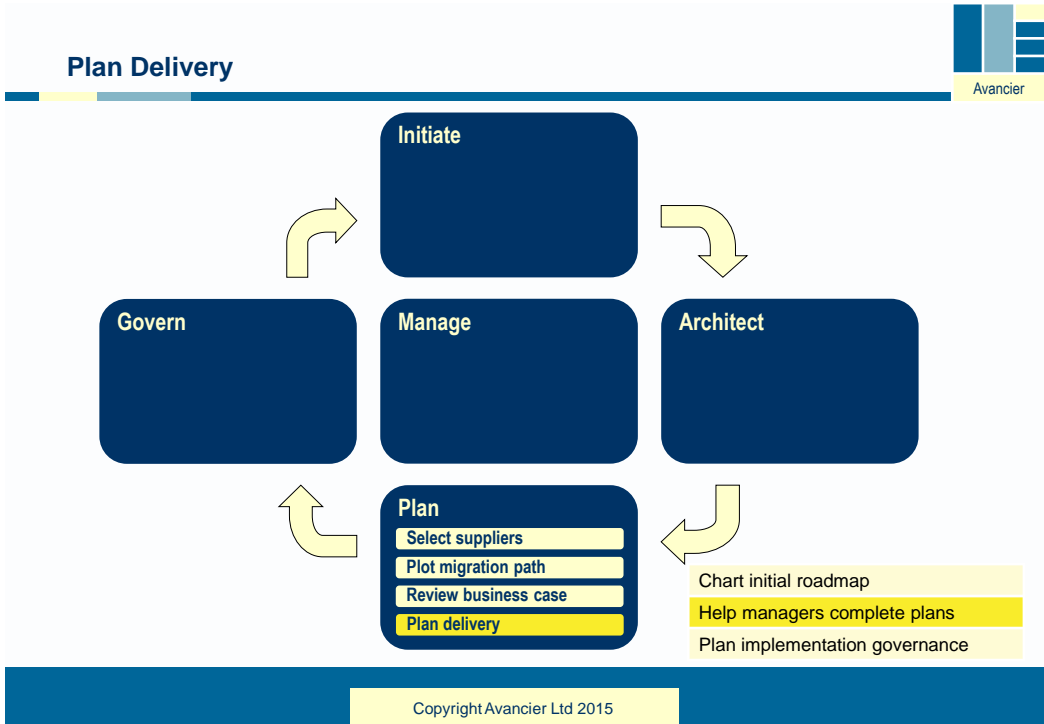 Plan Delivery
Avancier
Initiate
Govern
Manage
Architect
Plan
Select suppliers
Plot migration path
Review business case
Plan delivery
Chart initial roadmap
Help managers complete plans
Plan implementation governance
Copyright Avancier Ltd 2015